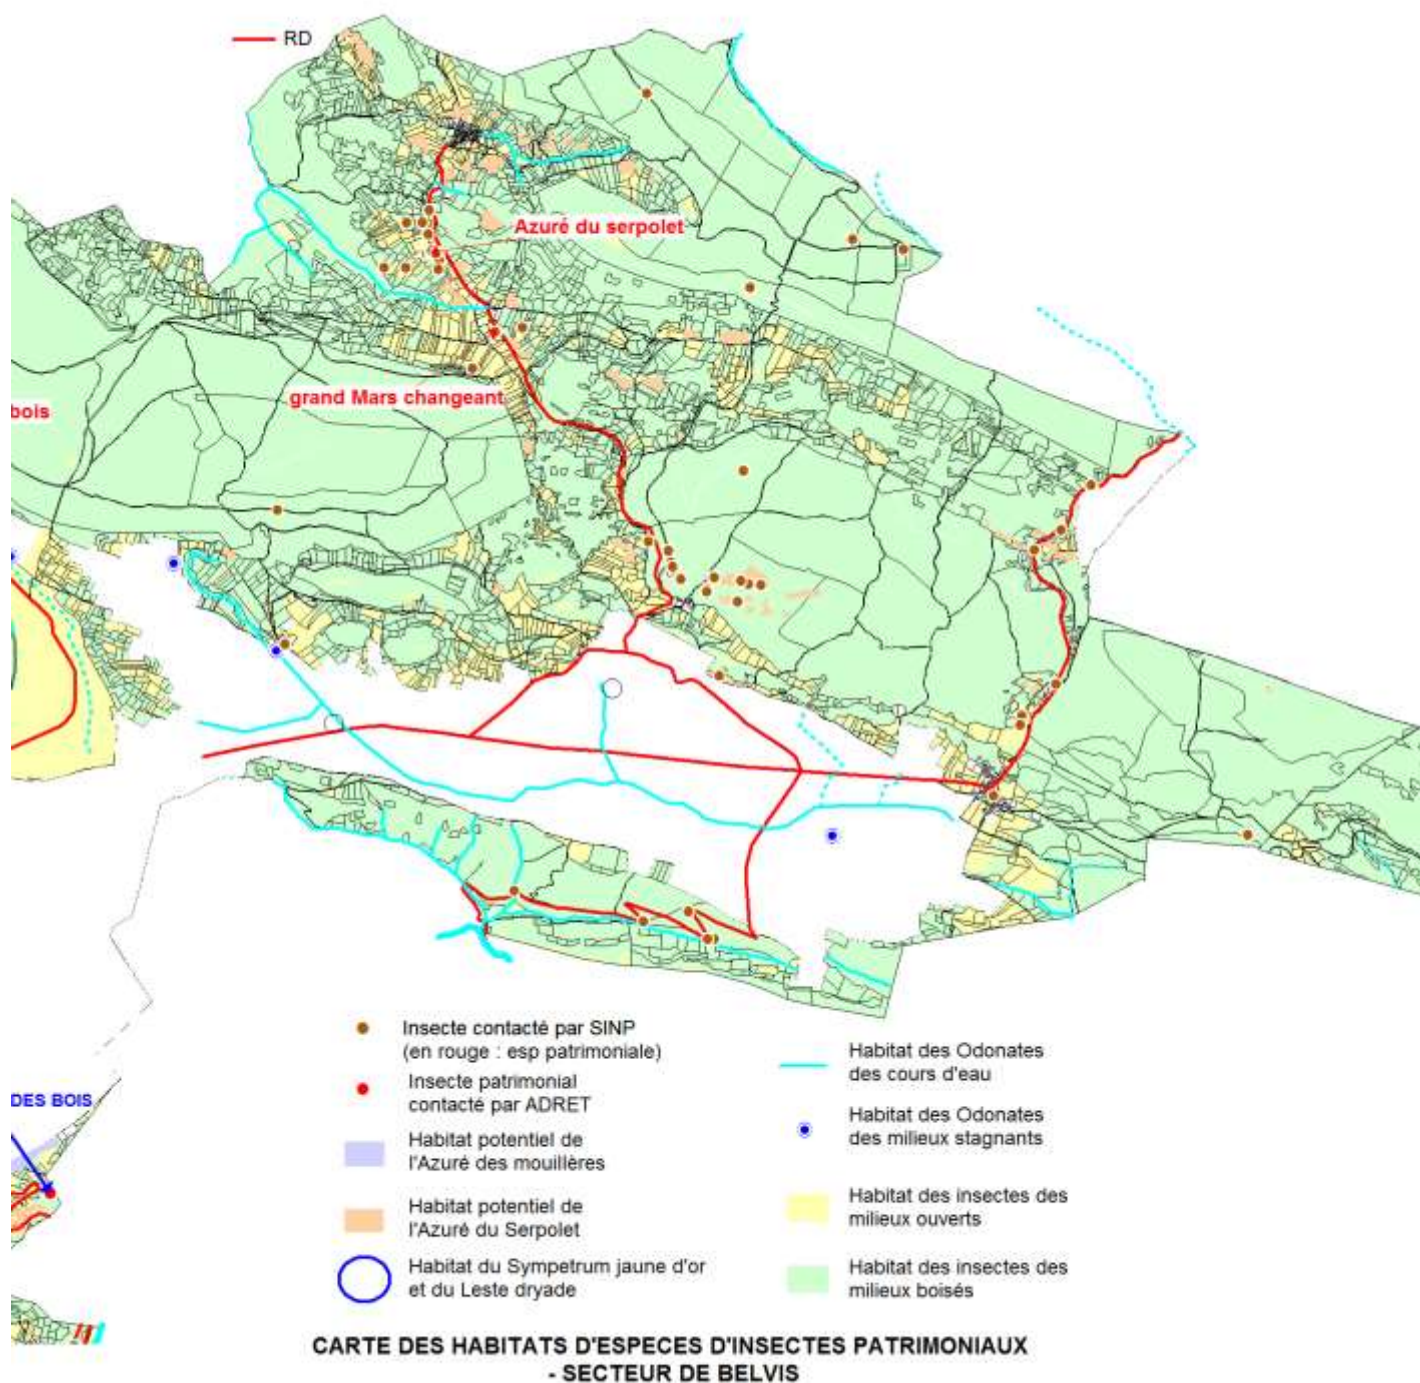 RD
Azuré du serpolet
grand Mars changeant
bois
DES BOIS
Insecte contacté par SINP
(en rouge : esp patrimoniale)
Insecte patrimonial
contacté par ADRET
Habitat potentiel de
l'Azuré des mouillères
Habitat potentiel de
l'Azuré du Serpolet
Habitat du Sympetrum jaune d'or
et du Leste dryade
Habitat des Odonates
des cours d'eau
Habitat des Odonates
des milieux stagnants
Habitat des insectes des
milieux ouverts
Habitat des insectes des
milieux boisés
CARTE DES HABITATS D'ESPECES D'INSECTES PATRIMONIAUX
- SECTEUR DE BELVIS